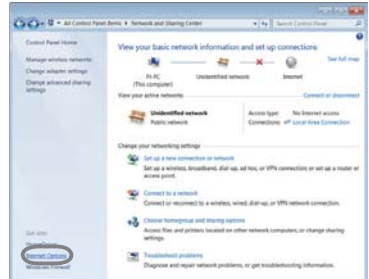 All Control Panel Items
Network and Sharing Center
Search Control Panel
Control Panel Home
Manage wireless networks
Change adapter settings
Change advanced sharing
settings
View your basic network information and set up connections
See full map
(This computer)
Unidentified network
Internet
View your active networks
Connect or disconnect
Unidentified network
Public network
Access type: No Internet access
Connections: Local Area Connection
Change your networking settings
Set up a new connection or network
Set up a wireless, broadband, dial-up, ad hoc, or VPN connection; or set up a router or
access point.
Connect to a network
Connect or reconnect to a wireless, wired, dial-up, or VPN network connection.
Choose homegroup and sharing options
Access files and printers located on other network computers, or change sharing
settings.
Troubleshoot problems
Diagnose and repair network problems, or get troubleshooting information.
See also
Internet Options
Windows Firewall